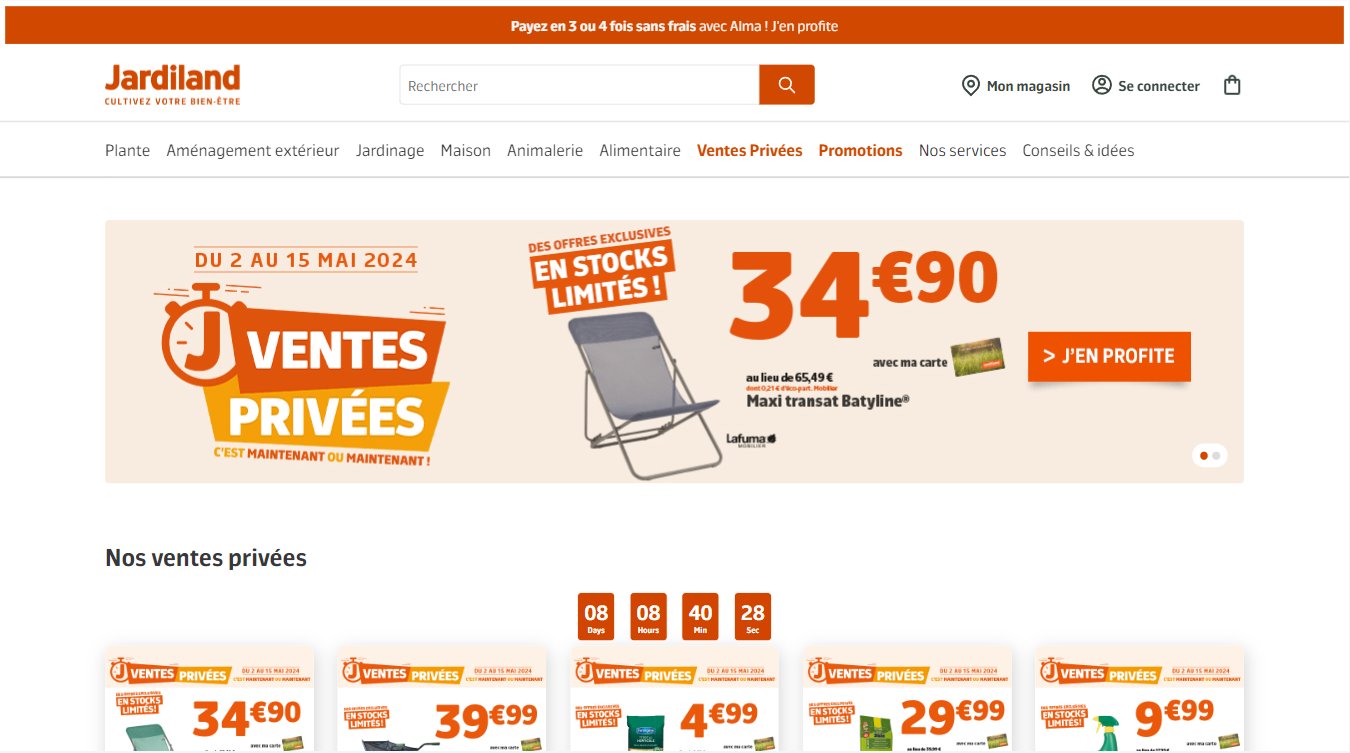 Payez en 3 ou 4 fois sans frais avec Alma ! J'en profite
Jardiland
CULTIVEZ VOTRE BIEN-ÊTRE
Rechercher
Mon magasin
Se connecter
Plante Aménagement extérieur Jardinage Maison Animalerie Alimentaire Ventes Privées Promotions Nos services Conseils & idées
DU 2 AU 15 MAI 2024
J VENTES
PRIVÉES
C'EST MAINTENANT OU MAINTENANT !
DES OFFRES EXCLUSIVES
EN STOCKS
LIMITÉS !
34€90
avec ma carte
au lieu de 65,49 €
dont 0,21 € d'éco-part. Mobilier
Maxi transat Batyline®
Lafuma
MOBILIER
> J'EN PROFITE
Nos ventes privées
08 Days
08 Hours
40 Min
28 Sec
J VENTES PRIVÉES
DU 2 AU 15 MAI 2024
C'EST MAINTENANT OU MAINTENANT
DES OFFRES EXCLUSIVES
EN STOCKS
LIMITÉS!
34€90
avec ma carte
J VENTES PRIVÉES
DU 2 AU 15 MAI 2024
C'EST MAINTENANT OU MAINTENANT
DES OFFRES EXCLUSIVES
EN STOCKS
LIMITÉS!
39€99
avec ma carte
J VENTES PRIVÉES
DU 2 AU 15 MAI 2024
C'EST MAINTENANT OU MAINTENANT
DES OFFRES EXCLUSIVES
EN STOCKS
LIMITÉS!
4€99
avec ma carte
J VENTES PRIVÉES
DU 2 AU 15 MAI 2024
C'EST MAINTENANT OU MAINTENANT
DES OFFRES EXCLUSIVES
EN STOCKS
LIMITÉS!
29€99
avec ma carte
J VENTES PRIVÉES
DU 2 AU 15 MAI 2024
C'EST MAINTENANT OU MAINTENANT
DES OFFRES EXCLUSIVES
EN STOCKS
LIMITÉS!
9€99
avec ma carte